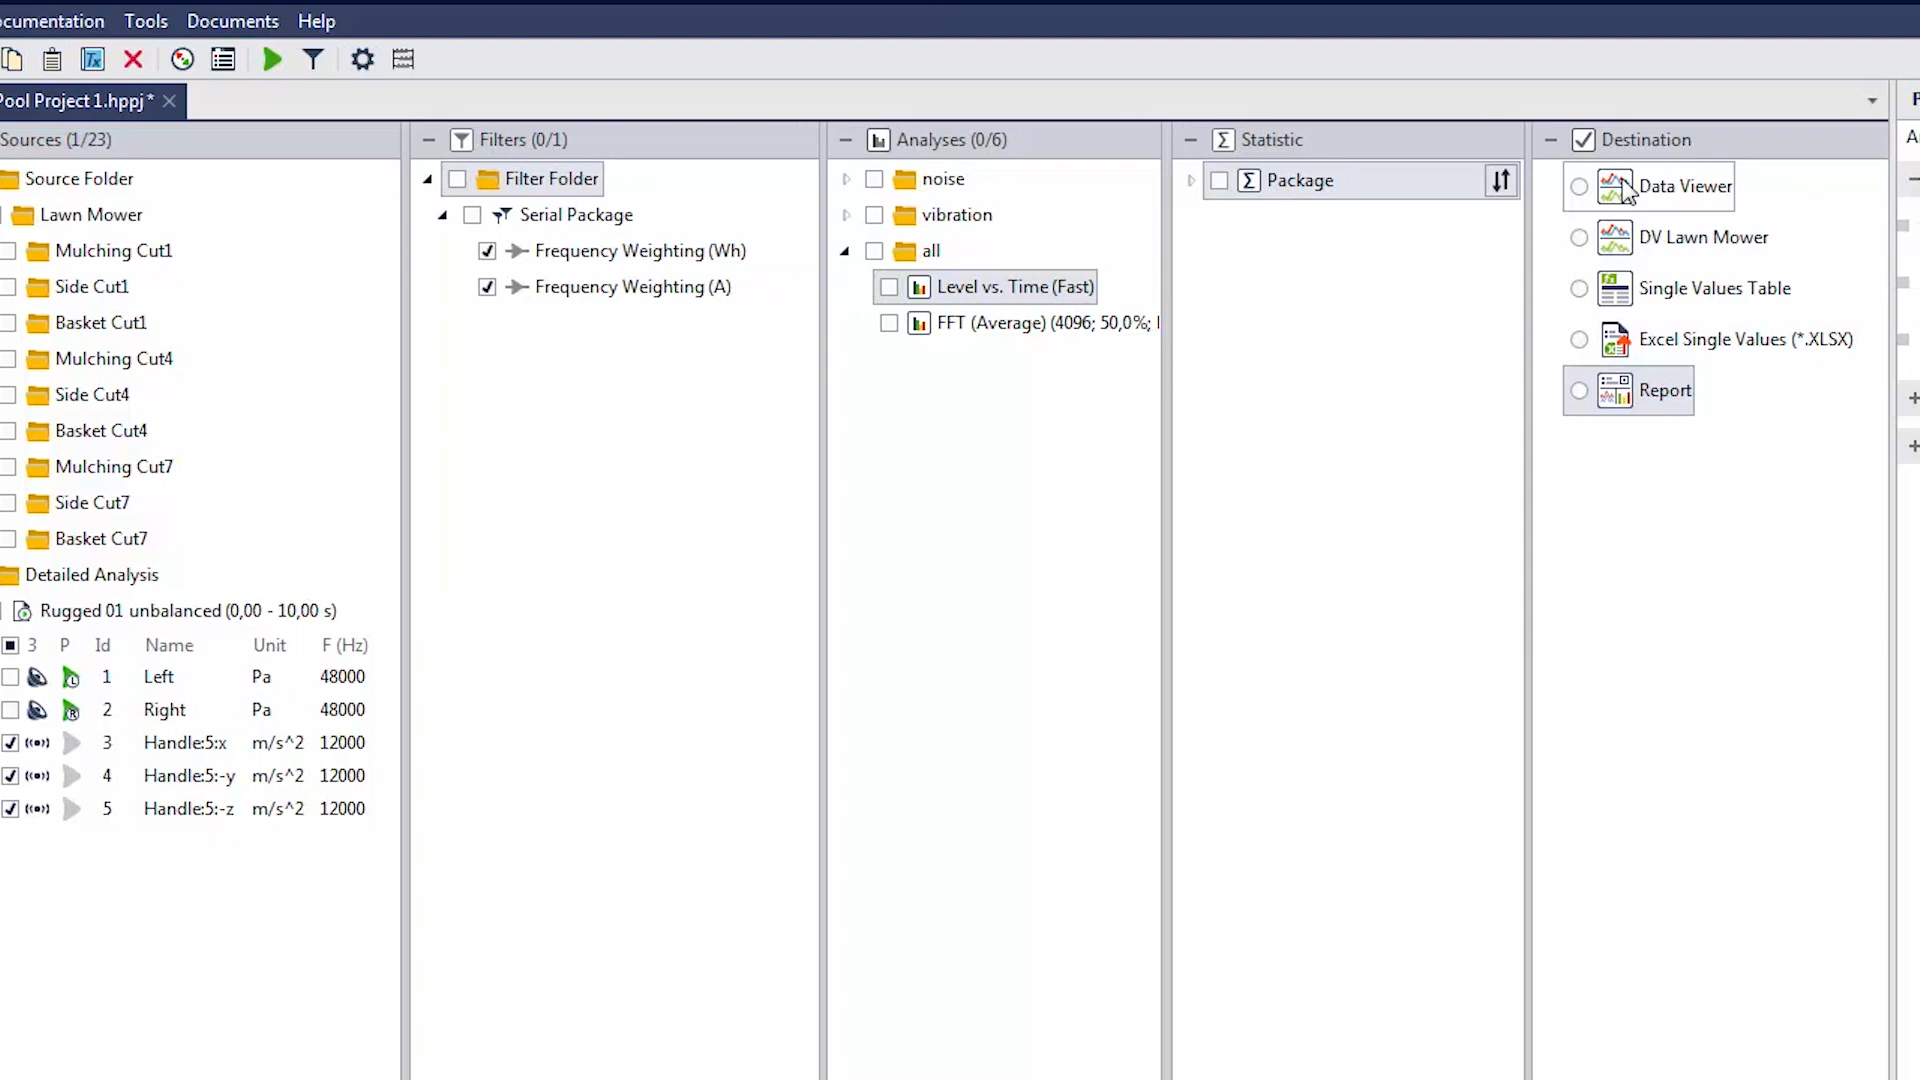 ocumentation Tools Documents Help
Pool Project 1.hppj*
Sources (1/23)
Source Folder
Lawn Mower
Mulching Cut1
Side Cut1
Basket Cut1
Mulching Cut4
Side Cut4
Basket Cut4
Mulching Cut7
Side Cut7
Basket Cut7
Detailed Analysis
Rugged 01 unbalanced (0,00 - 10,00 s)
3 P Id Name Unit F (Hz)
1 Left Pa 48000
2 Right Pa 48000
3 Handle:5:x m/s^2 12000
4 Handle:5:-y m/s^2 12000
5 Handle:5:-z m/s^2 12000
Filters (0/1)
Filter Folder
Serial Package
Frequency Weighting (Wh)
Frequency Weighting (A)
Analyses (0/6)
noise
vibration
all
Level vs. Time (Fast)
FFT (Average) (4096; 50,0%;
Statistic
Package
Destination
Data Viewer
DV Lawn Mower
Single Values Table
Excel Single Values (*.XLSX)
Report